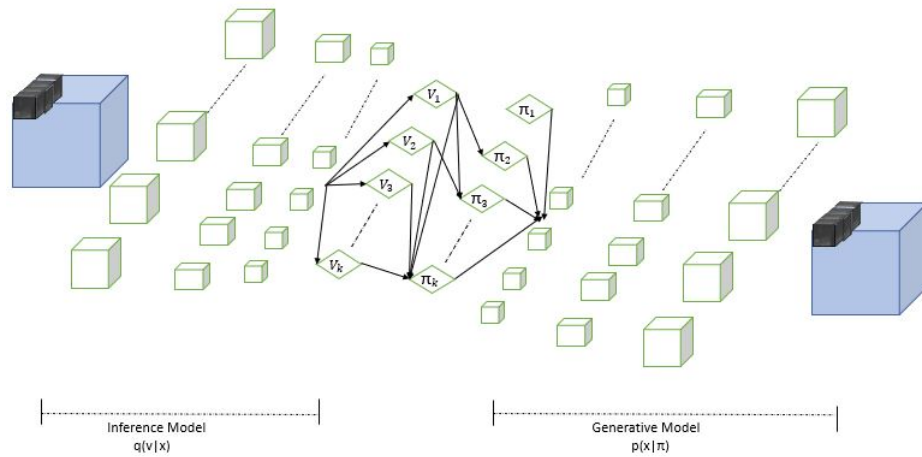 V₁
π₁
V₂
π₂
V₃
π₃
Vₖ
πₖ
Inference Model
q(v|x)
Generative Model
p(x|π)